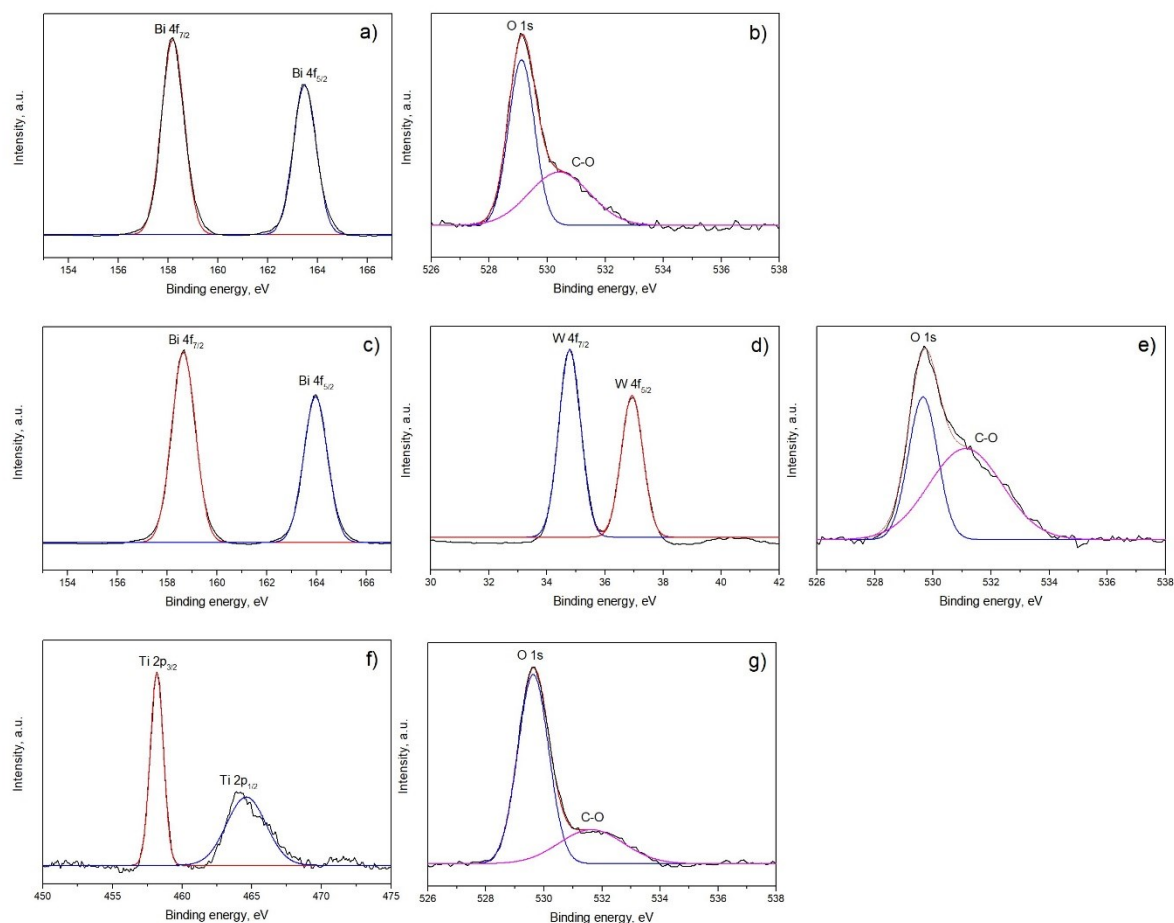 a)
Bi 4f7/2
Bi 4f5/2
Intensity, a.u.
154 156 158 160 162 164 166
Binding energy, eV
b)
O 1s
C-O
Intensity, a.u.
526 528 530 532 534 536 538
Binding energy, eV
c)
Bi 4f7/2
Bi 4f5/2
Intensity, a.u.
154 156 158 160 162 164 166
Binding energy, eV
d)
W 4f7/2
W 4f5/2
Intensity, a.u.
30 32 34 36 38 40 42
Binding energy, eV
e)
O 1s
C-O
Intensity, a.u.
526 528 530 532 534 536 538
Binding energy, eV
f)
Ti 2p3/2
Ti 2p1/2
Intensity, a.u.
450 455 460 465 470 475
Binding energy, eV
g)
O 1s
C-O
Intensity, a.u.
526 528 530 532 534 536 538
Binding energy, eV